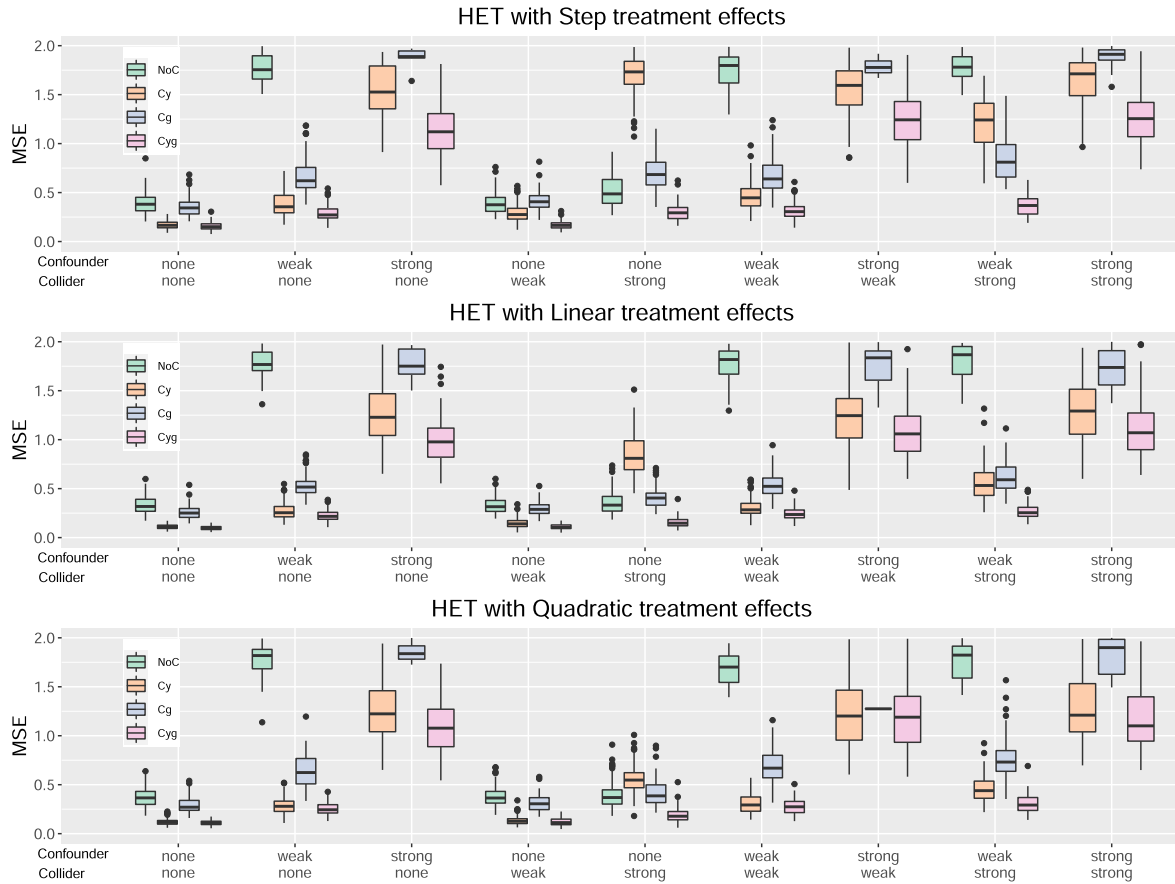 HET with Step treatment effects
MSE
2.0
1.5
1.0
0.5
0.0
NoC
Cy
Cg
Cyg
Confounder none weak strong none none weak strong weak strong
Collider none none none weak strong weak weak strong strong
HET with Linear treatment effects
MSE
2.0
1.5
1.0
0.5
0.0
NoC
Cy
Cg
Cyg
Confounder none weak strong none none weak strong weak strong
Collider none none none weak strong weak weak strong strong
HET with Quadratic treatment effects
MSE
2.0
1.5
1.0
0.5
0.0
NoC
Cy
Cg
Cyg
Confounder none weak strong none none weak strong weak strong
Collider none none none weak strong weak weak strong strong